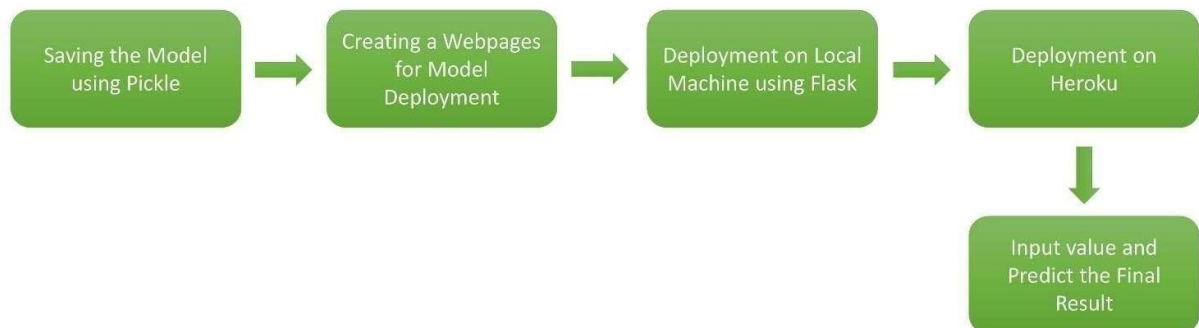 Saving the Model
using Pickle
Creating a Webpages
for Model
Deployment
Deployment on Local
Machine using Flask
Deployment on
Heroku
Input value and
Predict the Final
Result